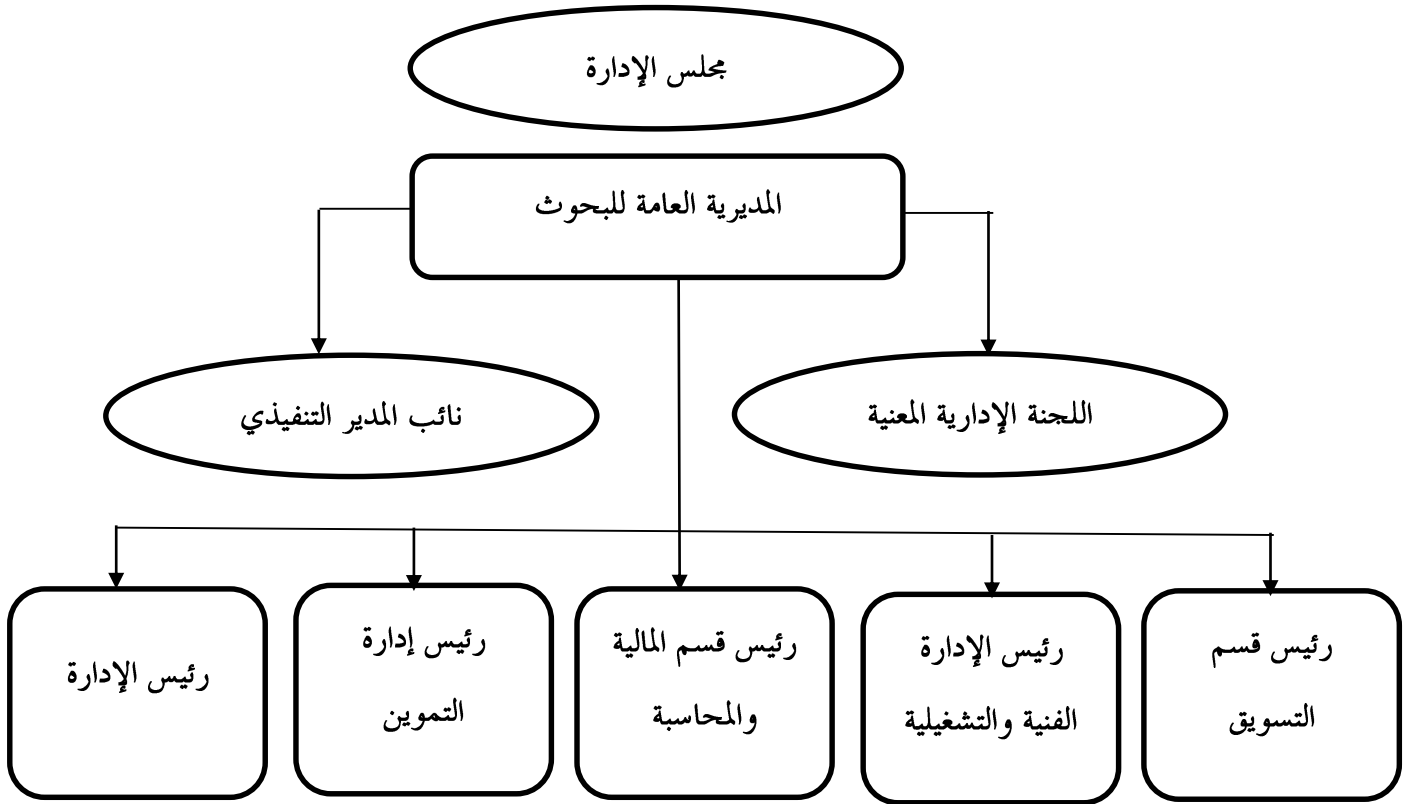 مجلس الإدارة
المديرية العامة للبحوث
اللجنة الإدارية المعنية
نائب المدير التنفيذي
رئيس قسم
التسويق
رئيس الإدارة
الفنية والتشغيلية
رئيس قسم المالية
والمحاسبة
رئيس إدارة
التموين
رئيس الإدارة